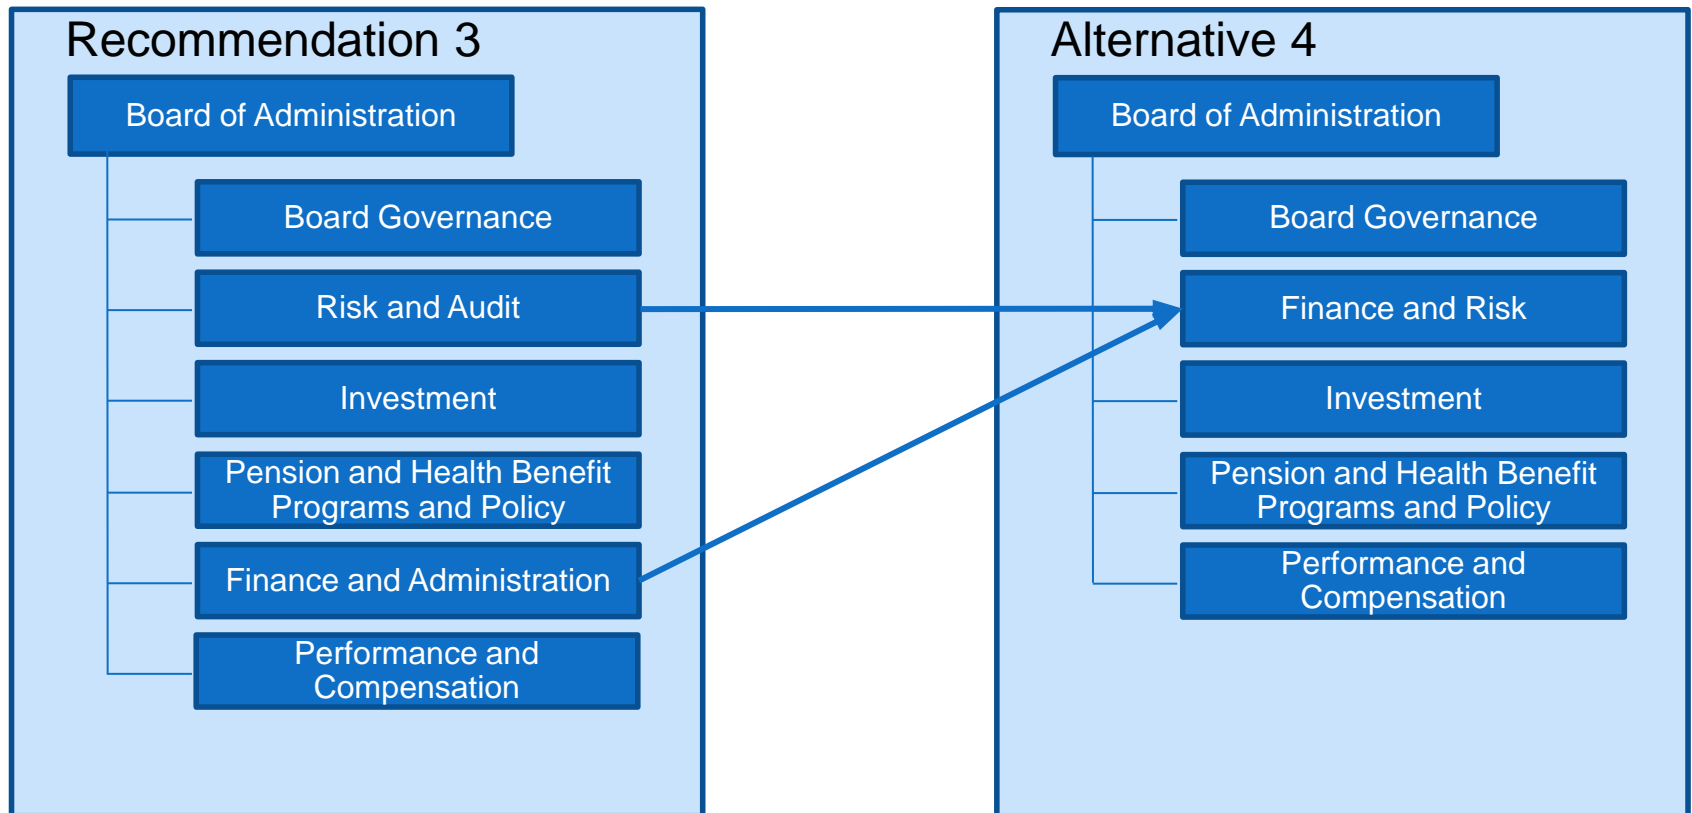 Recommendation 3
Board of Administration
Board Governance
Risk and Audit
Investment
Pension and Health Benefit
Programs and Policy
Finance and Administration
Performance and
Compensation
Alternative 4
Board of Administration
Board Governance
Finance and Risk
Investment
Pension and Health Benefit
Programs and Policy
Performance and
Compensation